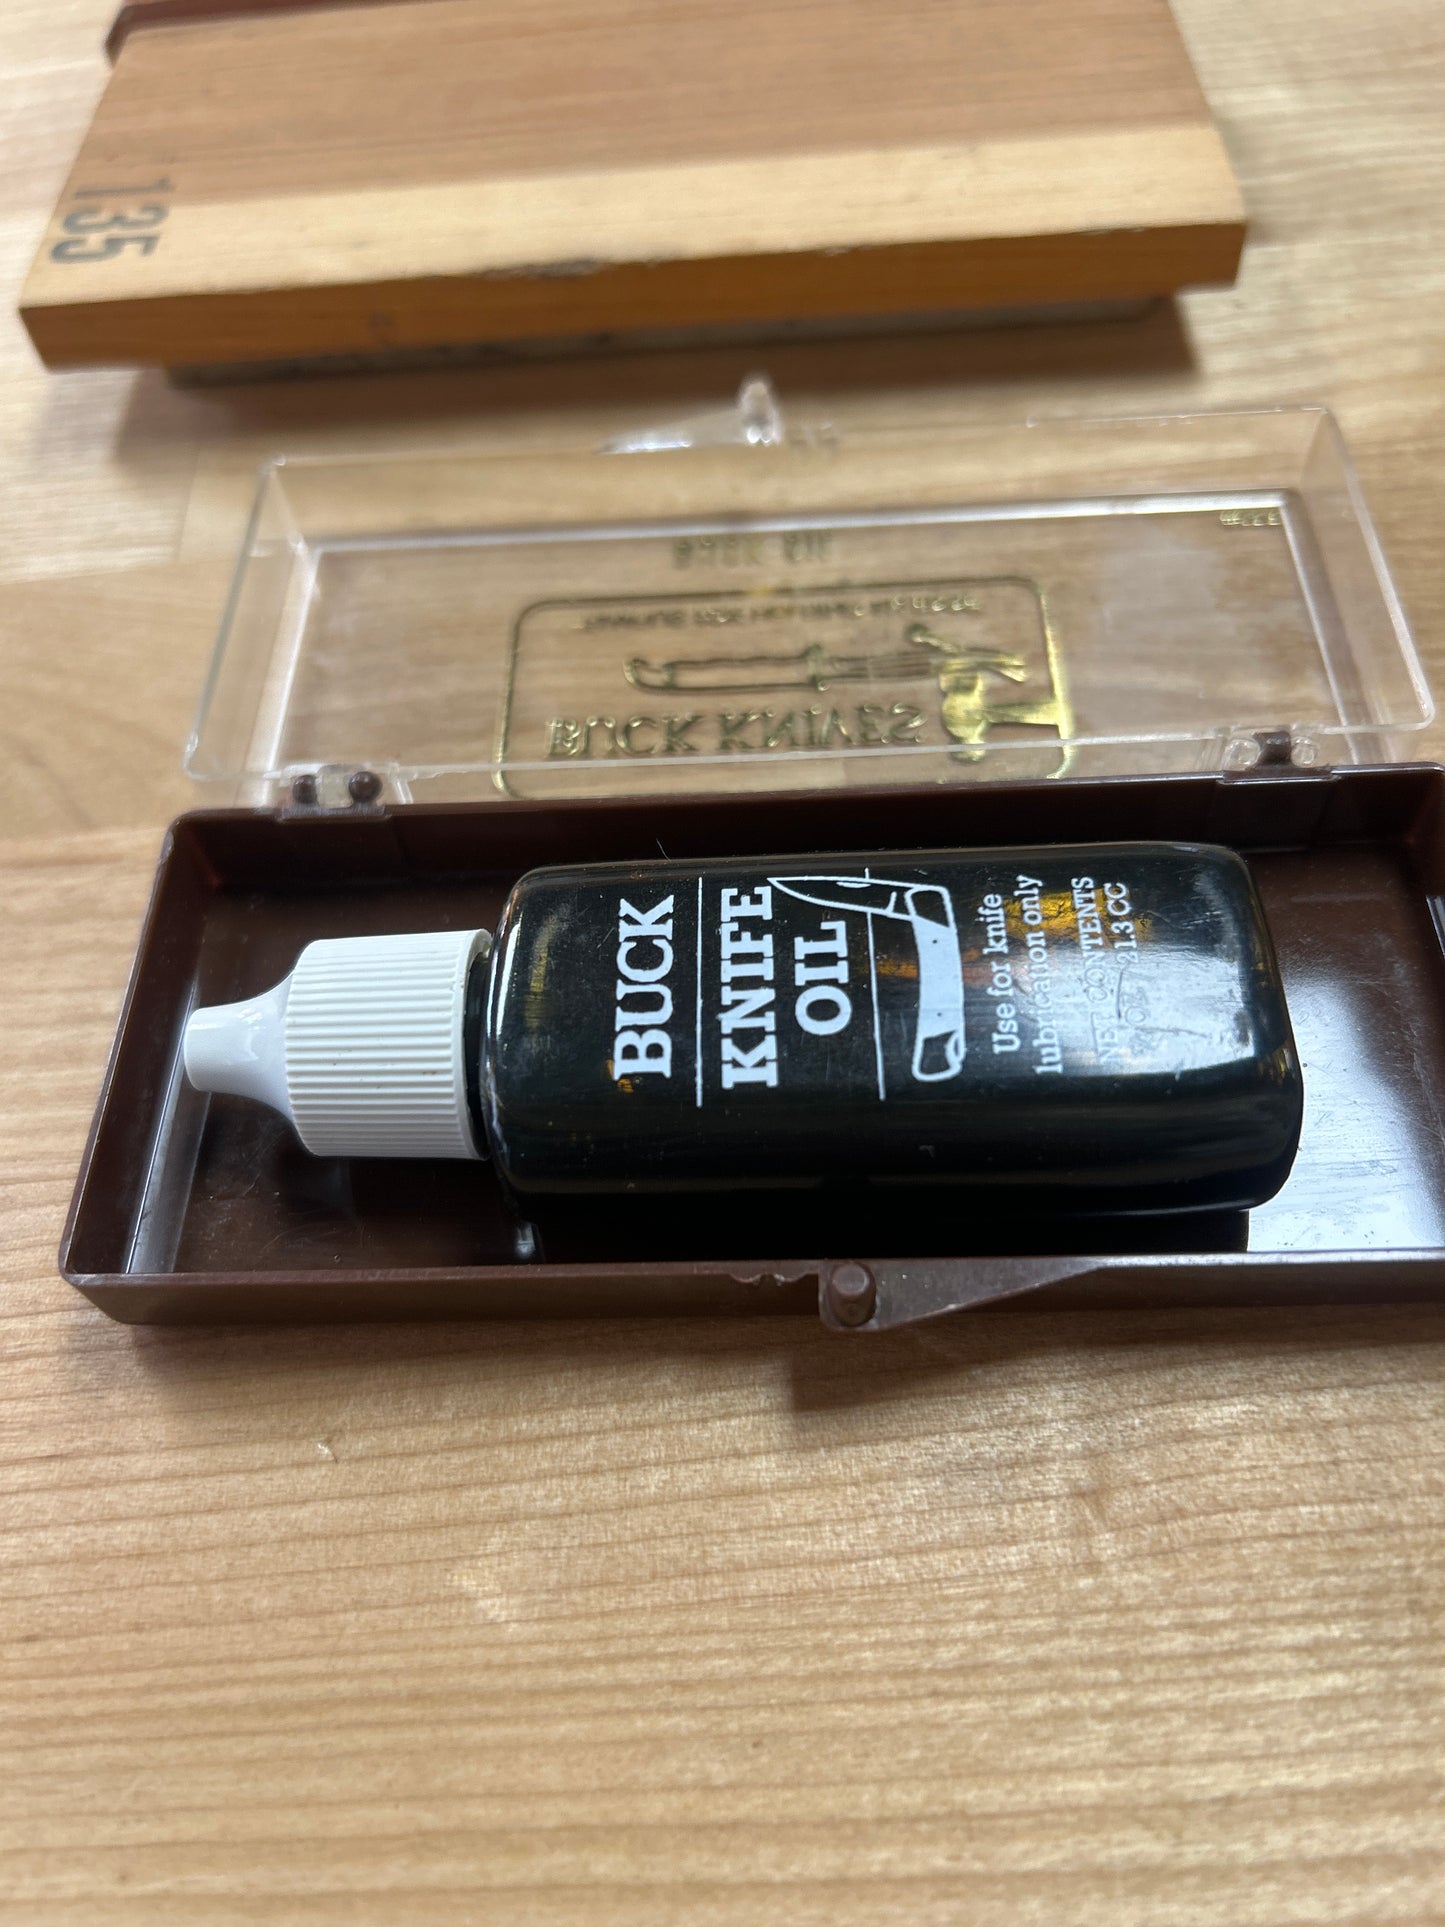 135
BUCK KNIVES
BUCK
KNIFE
OIL
Use for knife
lubrication only
NET CONTENTS
21.3 CC